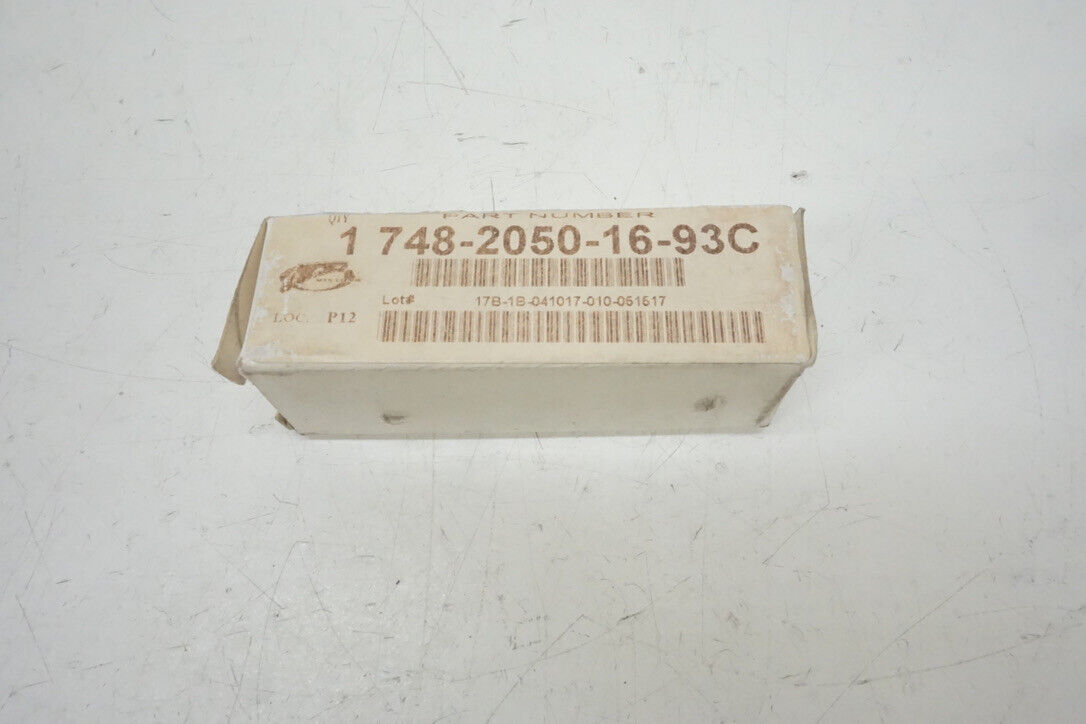 QTY PART NUMBER
1 748-2050-16-93C
Lot# 17B-1B-041017-010-051517
LOC. P12